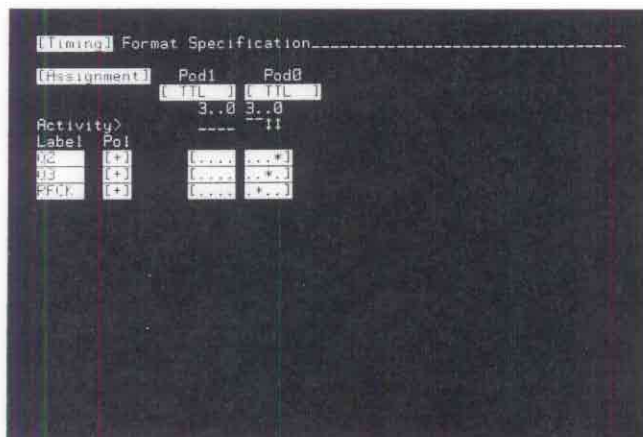 [Timing] Format Specification
[Assignment] Pod1 Pod0
[ TTL ] [ TTL ]
3..0 3..0
Activity> ---- --↕↕
Label Pol
Q2 [+] [.... ...*]
Q3 [+] [.... ..*.]
PFCK [+] [.... .*..]